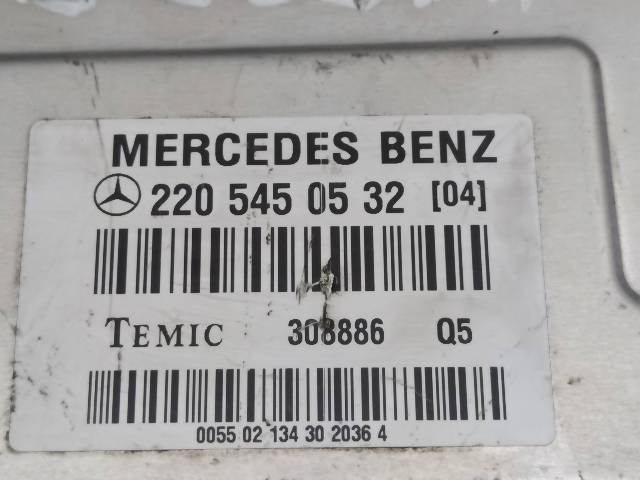 MERCEDES BENZ
220 545 05 32 [04]
TEMIC 308886 Q5
0055 02 134 30 2036 4